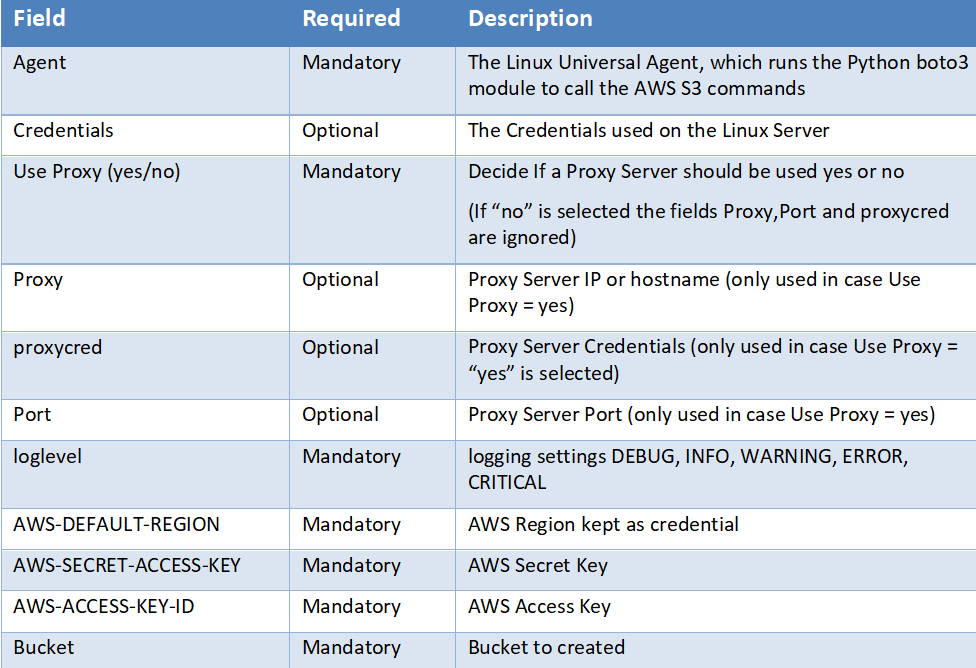 Field Required Description
Agent Mandatory The Linux Universal Agent, which runs the Python boto3
module to call the AWS S3 commands
Credentials Optional The Credentials used on the Linux Server
Use Proxy (yes/no) Mandatory Decide If a Proxy Server should be used yes or no
(If “no” is selected the fields Proxy,Port and proxycred
are ignored)
Proxy Optional Proxy Server IP or hostname (only used in case Use
Proxy = yes)
proxycred Optional Proxy Server Credentials (only used in case Use Proxy =
“yes” is selected)
Port Optional Proxy Server Port (only used in case Use Proxy = yes)
loglevel Mandatory logging settings DEBUG, INFO, WARNING, ERROR,
CRITICAL
AWS-DEFAULT-REGION Mandatory AWS Region kept as credential
AWS-SECRET-ACCESS-KEY Mandatory AWS Secret Key
AWS-ACCESS-KEY-ID Mandatory AWS Access Key
Bucket Mandatory Bucket to created